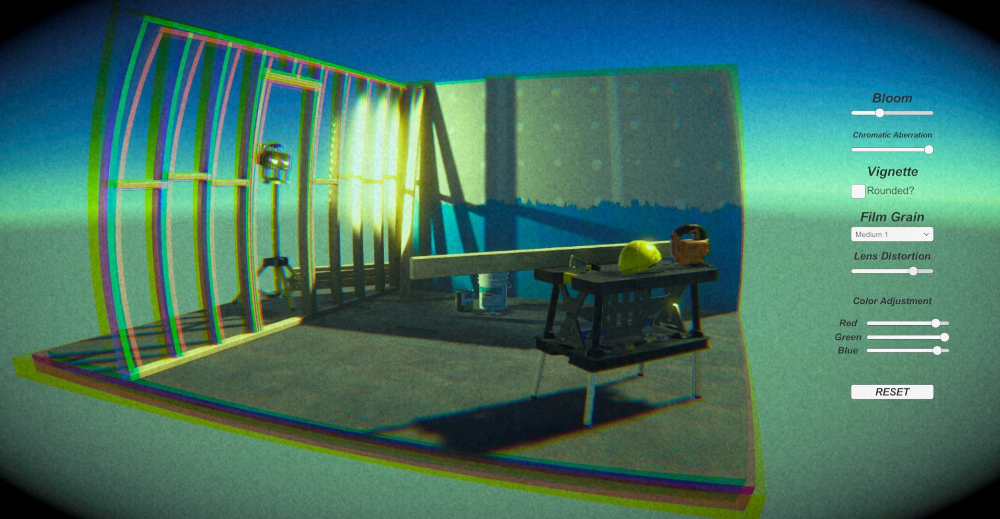 Bloom
Chromatic Aberration
Vignette
Rounded?
Film Grain
Medium 1
Lens Distortion
Color Adjustment
Red
Green
Blue
RESET